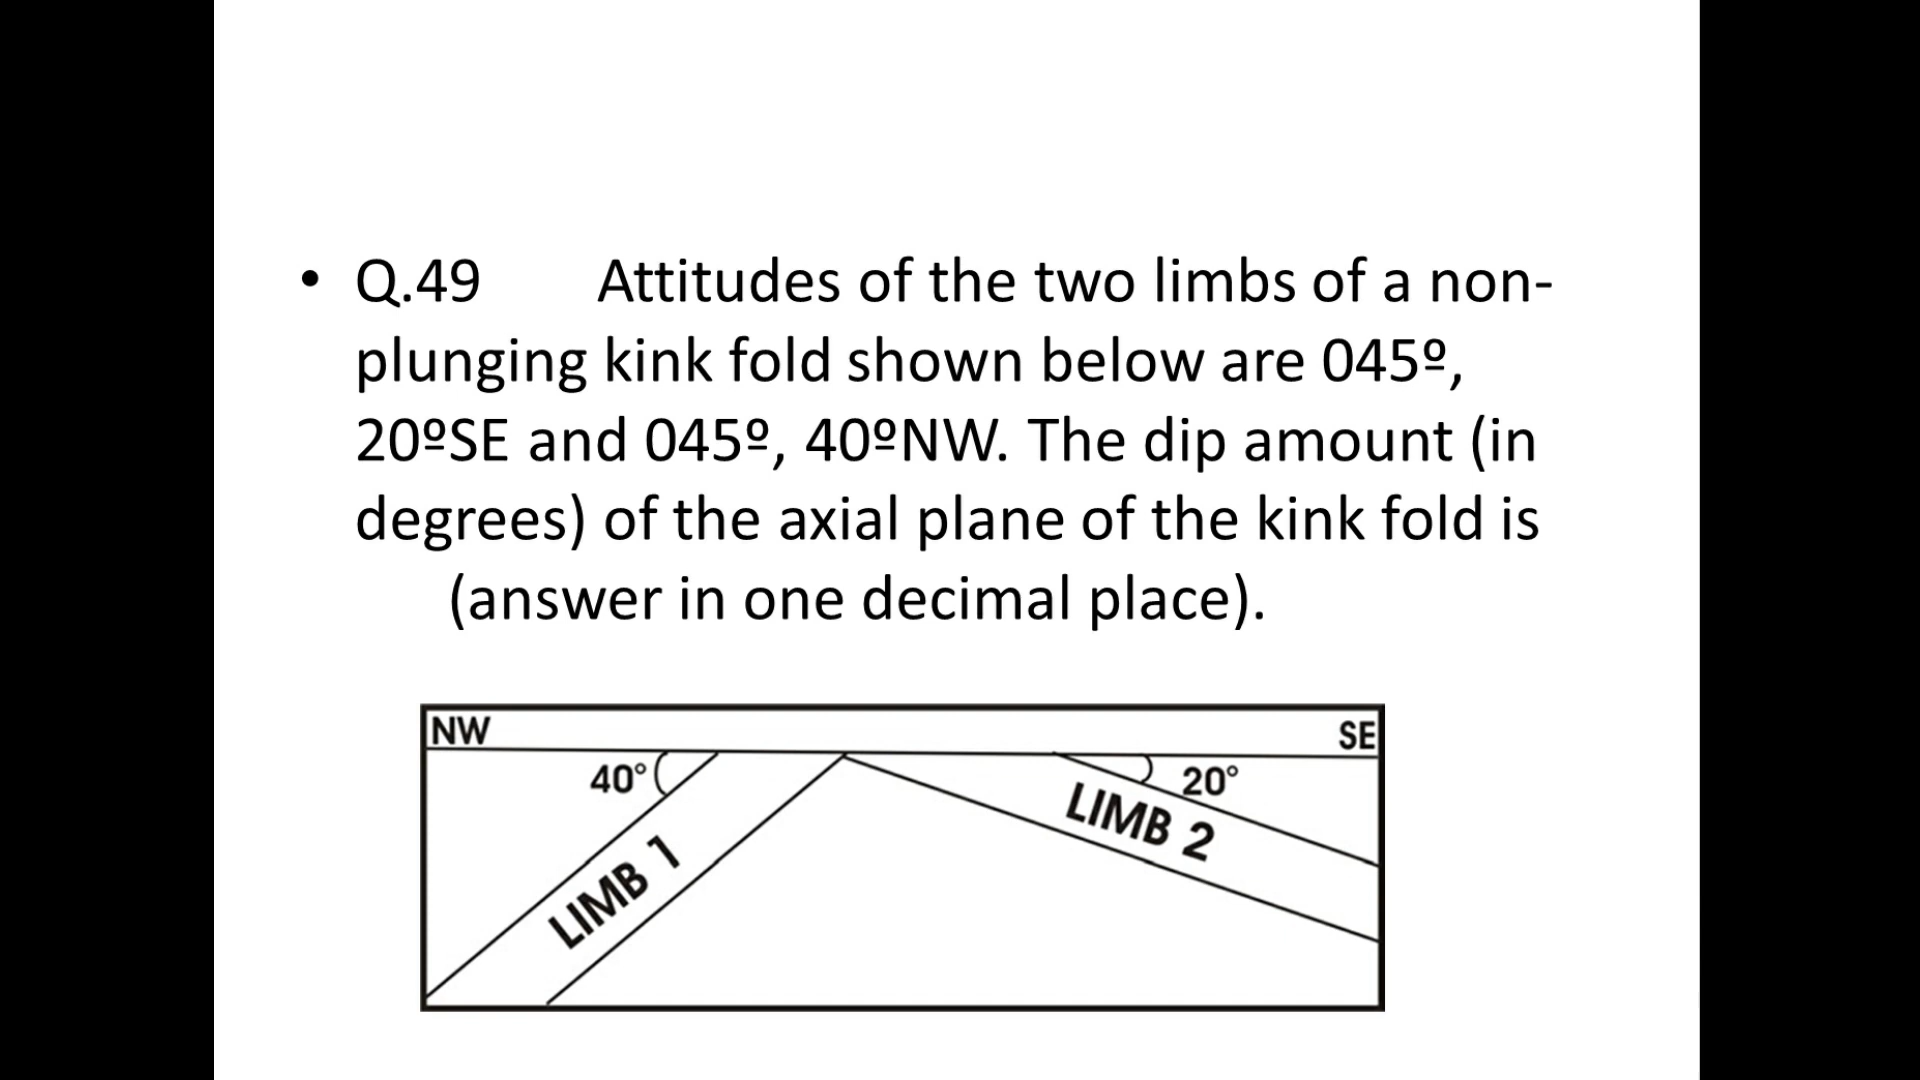 • Q.49 Attitudes of the two limbs of a non-
plunging kink fold shown below are 045º,
20ºSE and 045º, 40ºNW. The dip amount (in
degrees) of the axial plane of the kink fold is
(answer in one decimal place).
NW
SE
40°
20°
LIMB 1
LIMB 2